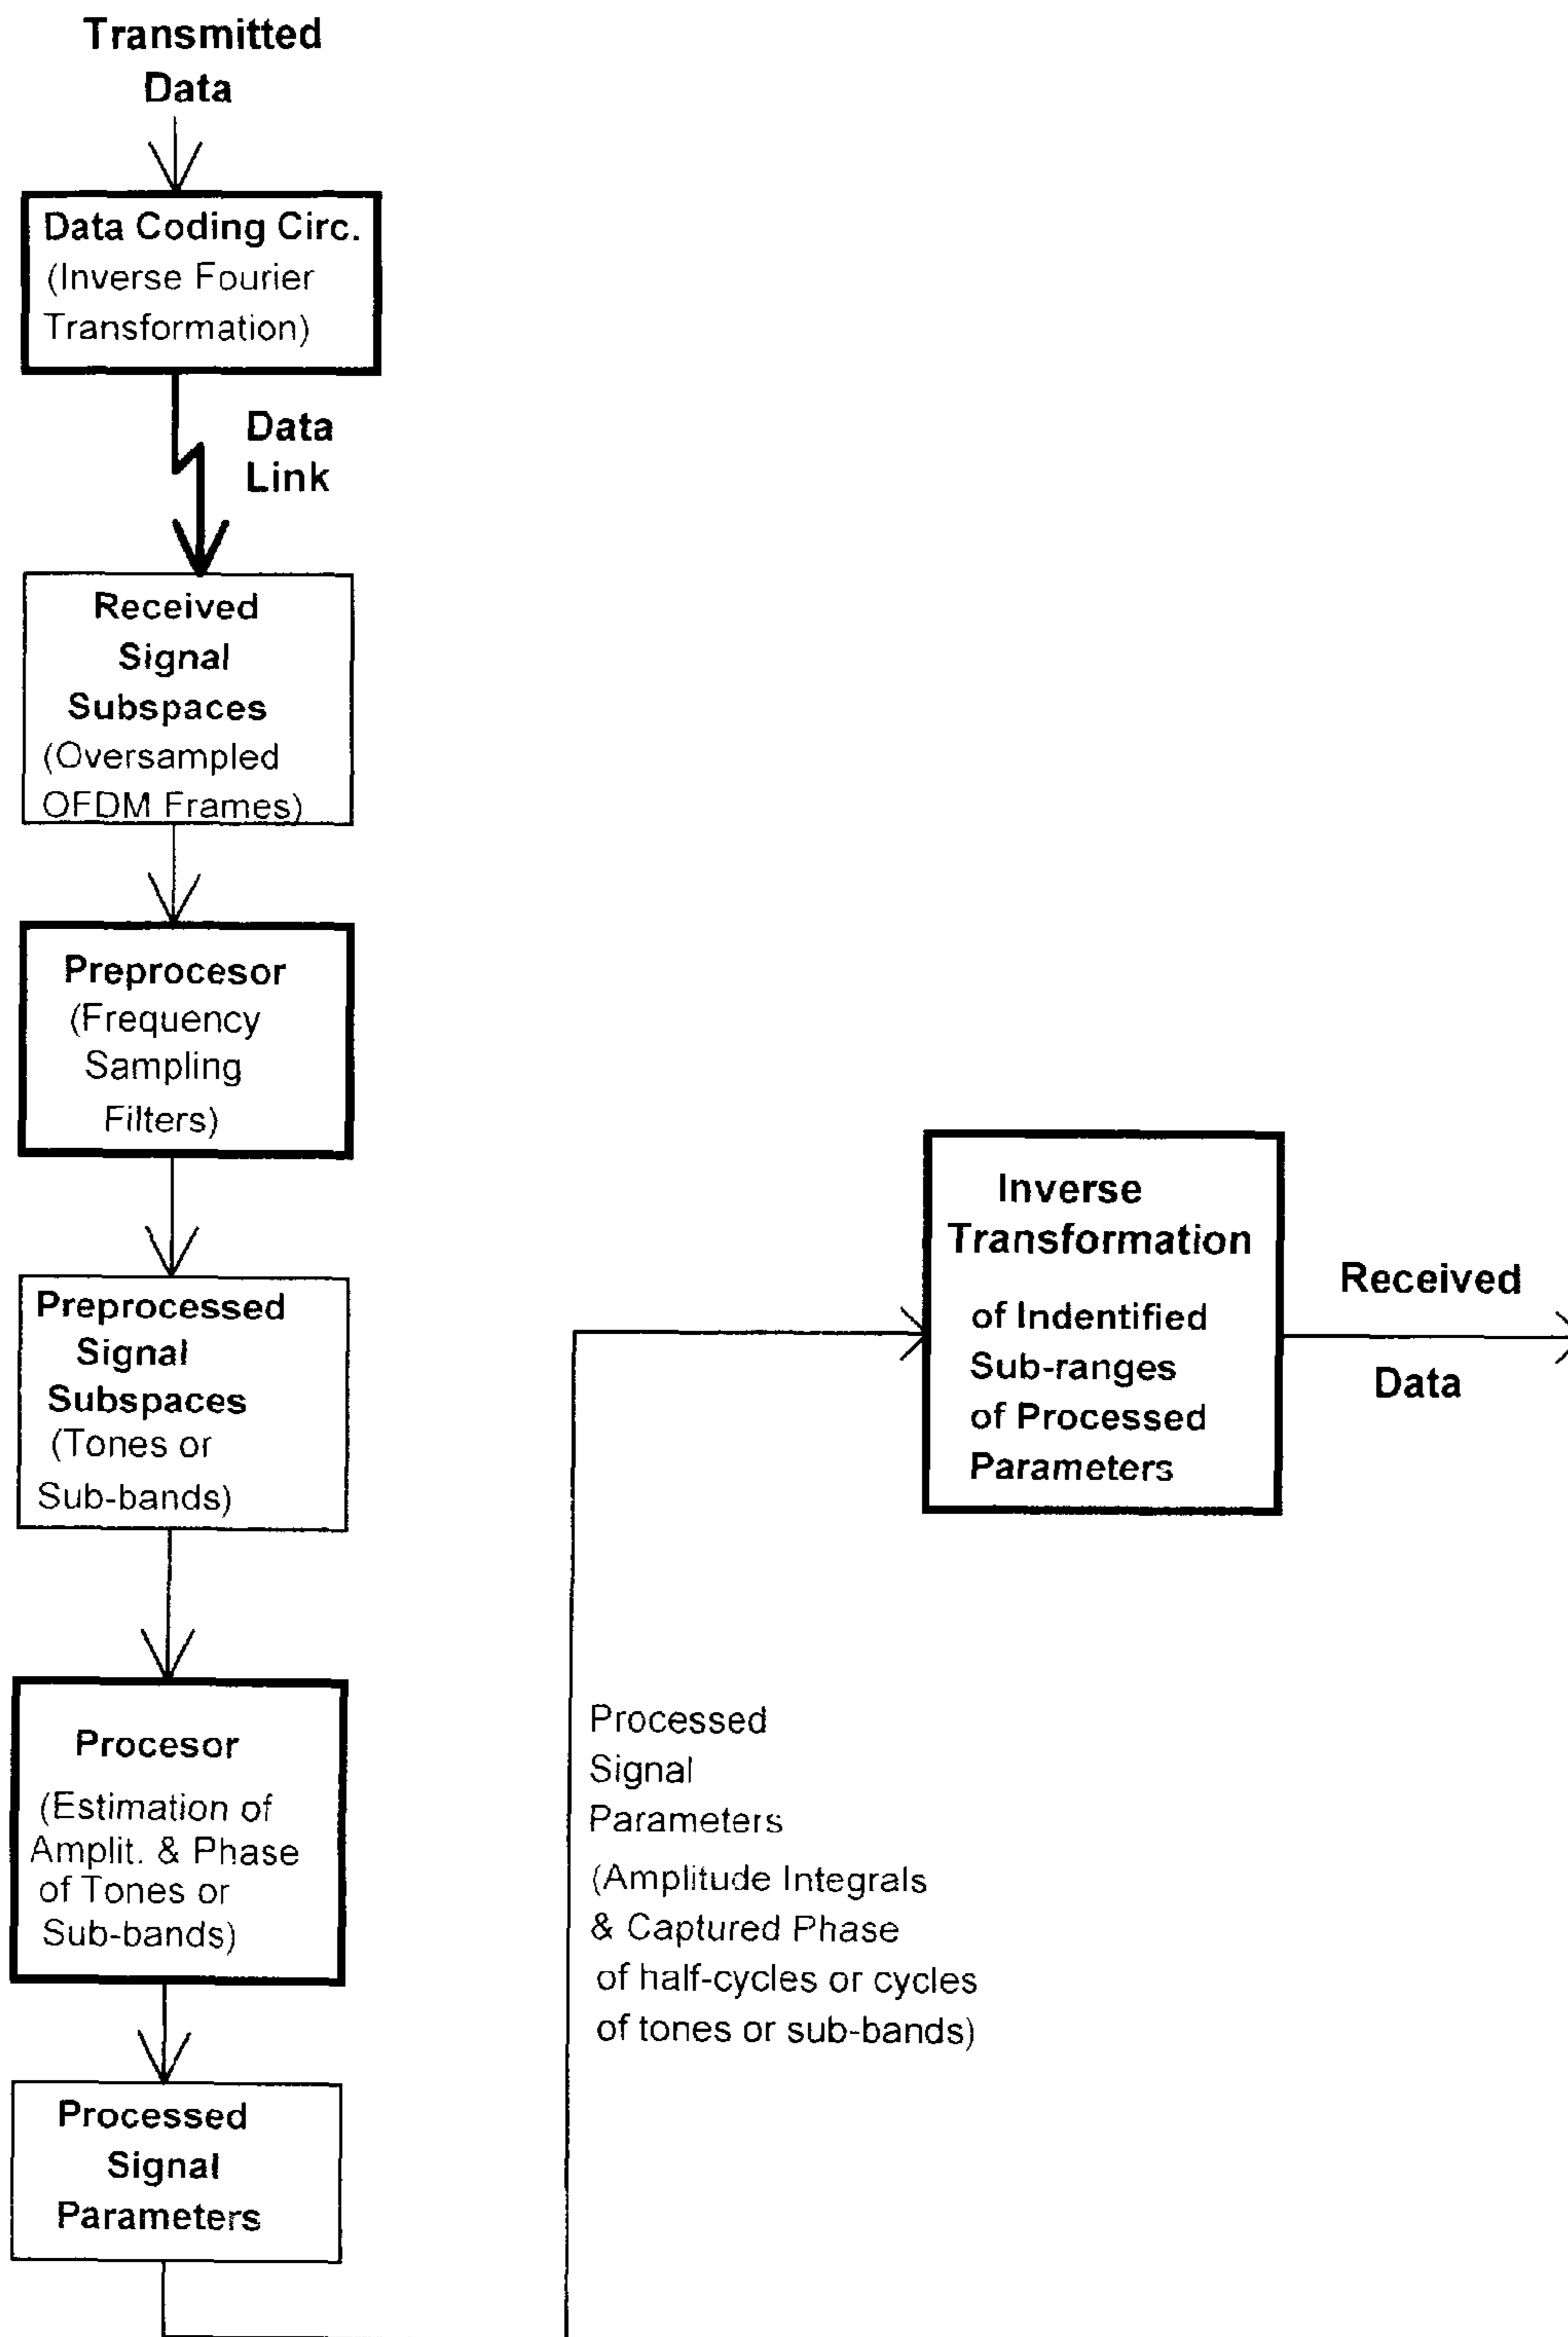 Transmitted
Data
Data Coding Circ.
(Inverse Fourier
Transformation)
Data
Link
Received
Signal
Subspaces
(Oversampled
OFDM Frames)
Preprocesor
(Frequency
Sampling
Filters)
Preprocessed
Signal
Subspaces
(Tones or
Sub-bands)
Procesor
(Estimation of
Amplit. & Phase
of Tones or
Sub-bands)
Processed
Signal
Parameters
Processed
Signal
Parameters
(Amplitude Integrals
& Captured Phase
of half-cycles or cycles
of tones or sub-bands)
Inverse
Transformation
of Indentified
Sub-ranges
of Processed
Parameters
Received
Data